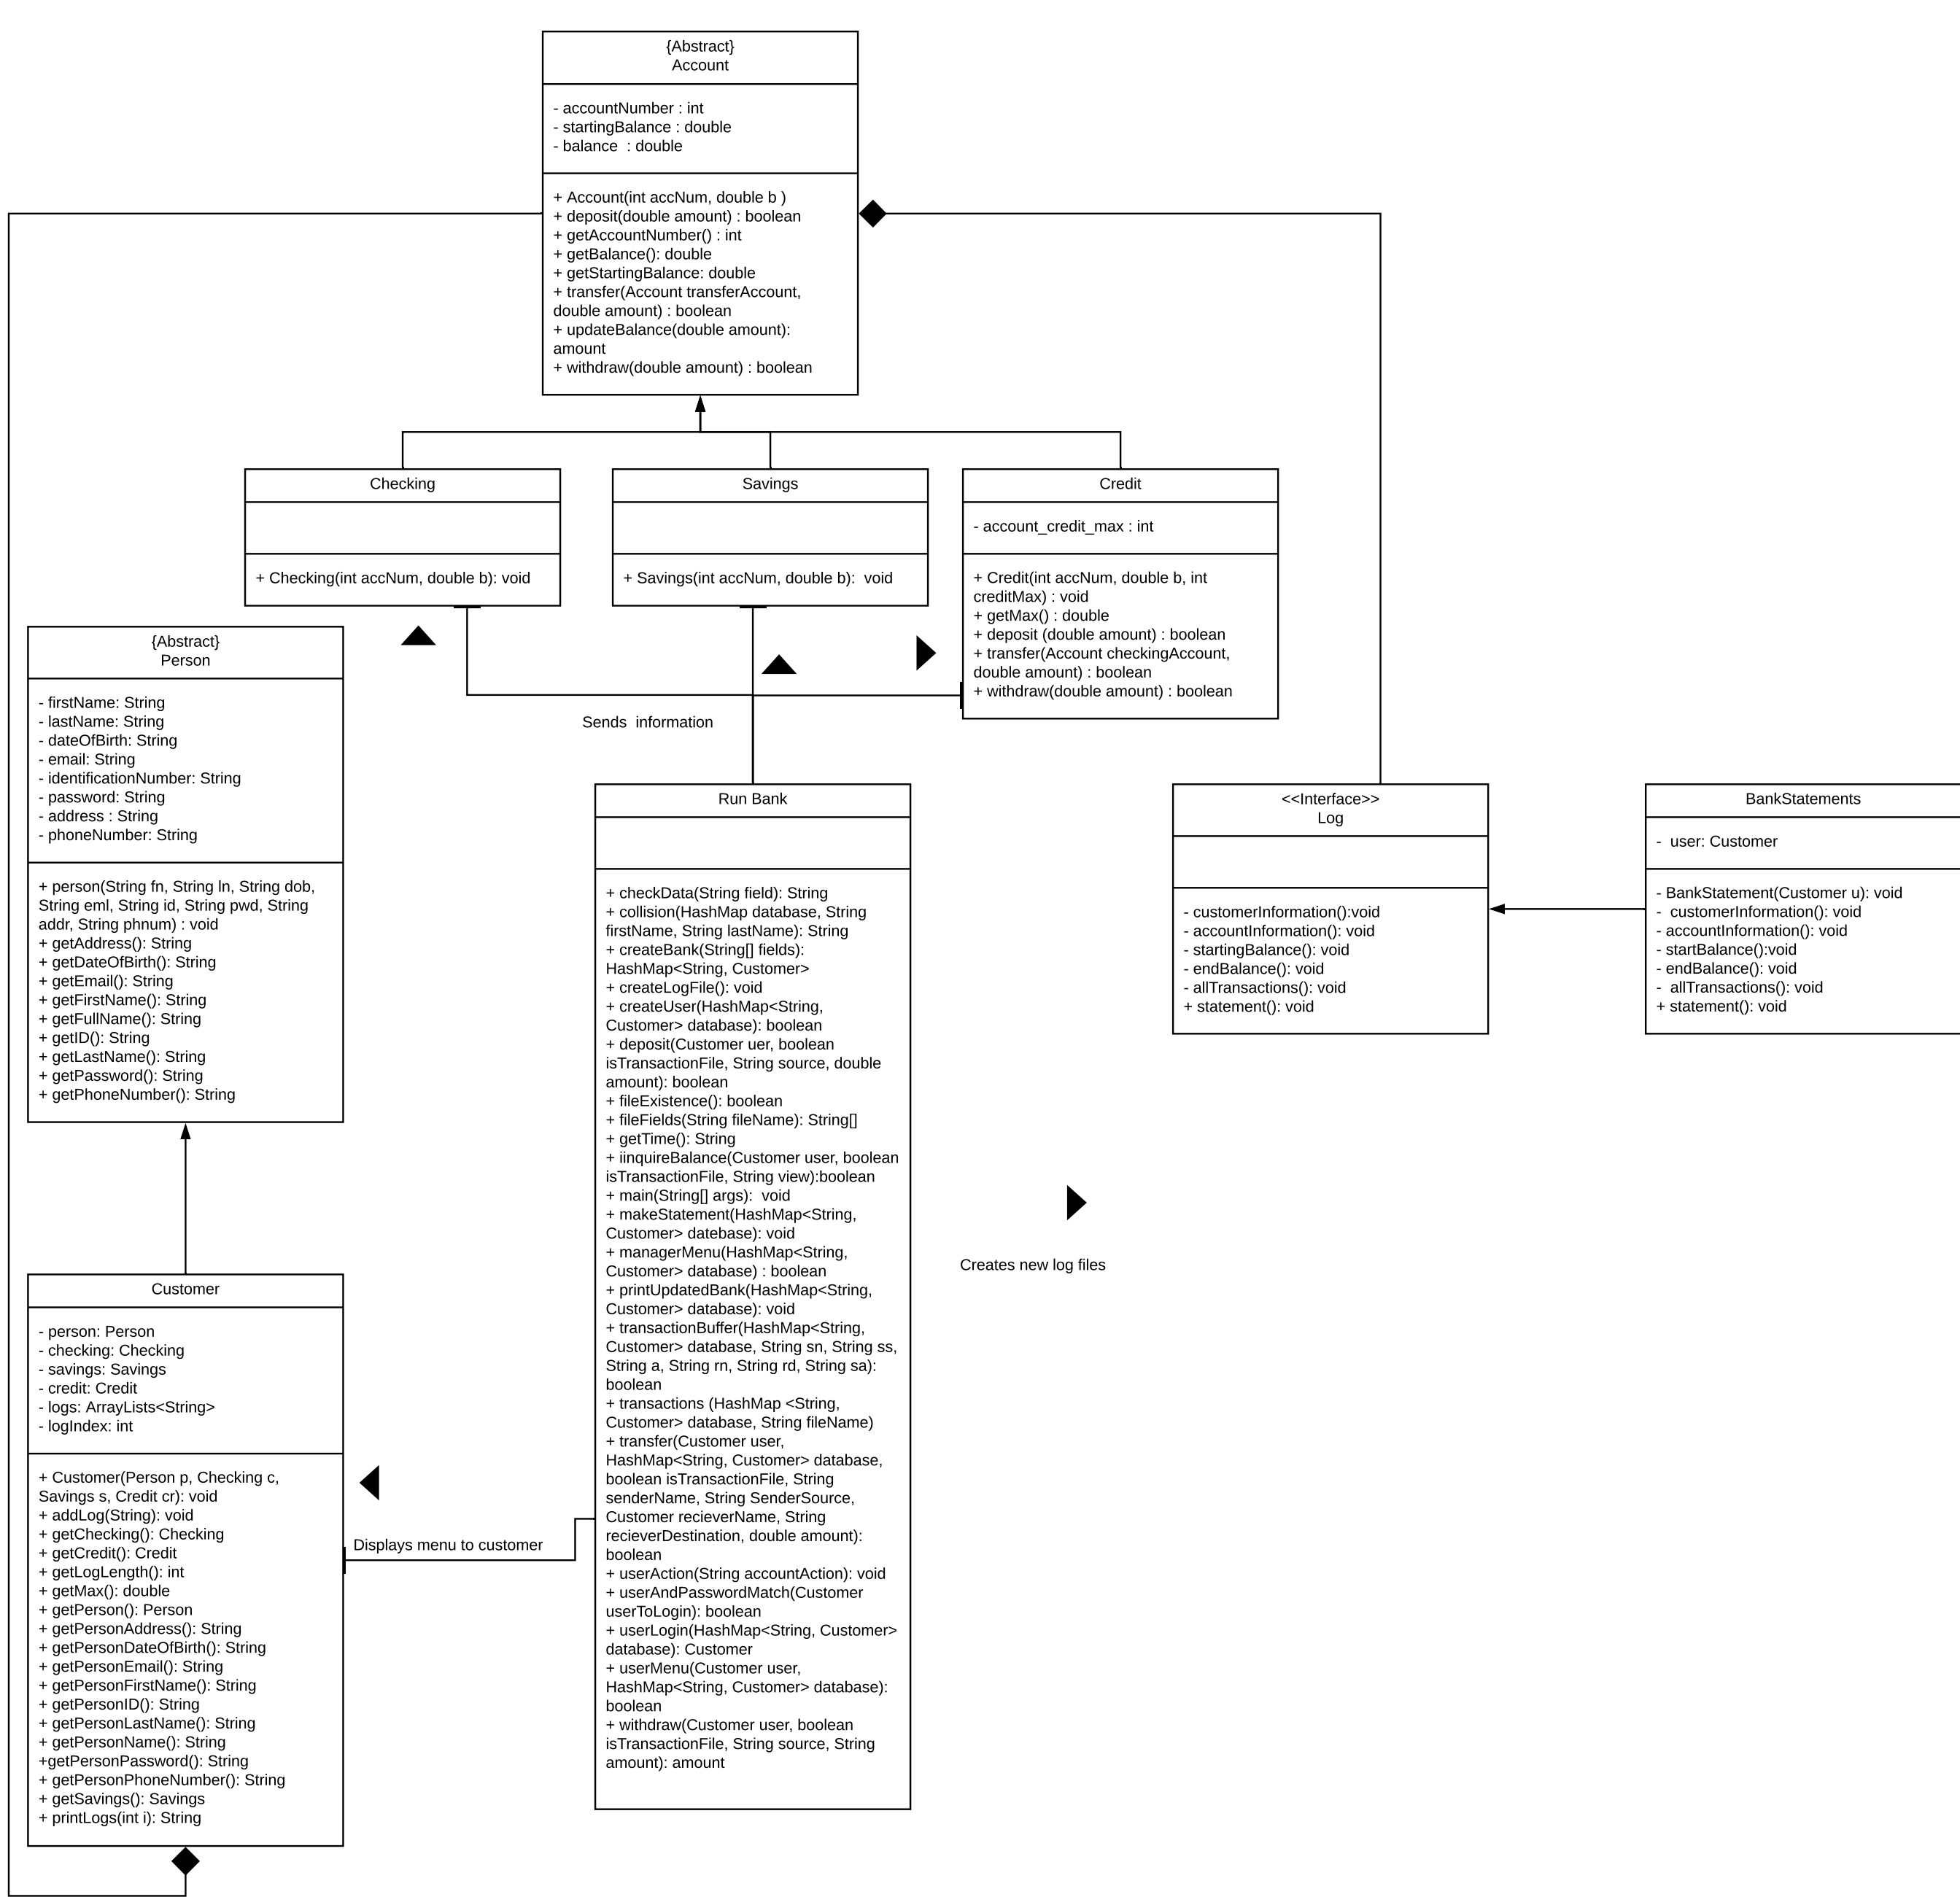 {Abstract}
Account
- accountNumber : int
- startingBalance : double
- balance  : double
+ Account(int accNum, double b )
+ deposit(double amount) : boolean
+ getAccountNumber() : int
+ getBalance(): double
+ getStartingBalance: double
+ transfer(Account transferAccount,
double amount) : boolean
+ updateBalance(double amount):
amount
+ withdraw(double amount) : boolean
Checking
+ Checking(int accNum, double b): void
Savings
+ Savings(int accNum, double b):  void
Credit
- account_credit_max : int
+ Credit(int accNum, double b, int
creditMax) : void
+ getMax() : double
+ deposit (double amount) : boolean
+ transfer(Account checkingAccount,
double amount) : boolean
+ withdraw(double amount) : boolean
{Abstract}
Person
- firstName: String
- lastName: String
- dateOfBirth: String
- email: String
- identificationNumber: String
- password: String
- address : String
- phoneNumber: String
+ person(String fn, String ln, String dob,
String eml, String id, String pwd, String
addr, String phnum) : void
+ getAddress(): String
+ getDateOfBirth(): String
+ getEmail(): String
+ getFirstName(): String
+ getFullName(): String
+ getID(): String
+ getLastName(): String
+ getPassword(): String
+ getPhoneNumber(): String
Sends  information
Run Bank
+ checkData(String field): String
+ collision(HashMap database, String
firstName, String lastName): String
+ createBank(String[] fields):
HashMap<String, Customer>
+ createLogFile(): void
+ createUser(HashMap<String,
Customer> database): boolean
+ deposit(Customer uer, boolean
isTransactionFile, String source, double
amount): boolean
+ fileExistence(): boolean
+ fileFields(String fileName): String[]
+ getTime(): String
+ iinquireBalance(Customer user, boolean
isTransactionFile, String view):boolean
+ main(String[] args):  void
+ makeStatement(HashMap<String,
Customer> datebase): void
+ managerMenu(HashMap<String,
Customer> database) : boolean
+ printUpdatedBank(HashMap<String,
Customer> database): void
+ transactionBuffer(HashMap<String,
Customer> database, String sn, String ss,
String a, String rn, String rd, String sa):
boolean
+ transactions (HashMap <String,
Customer> database, String fileName)
+ transfer(Customer user,
HashMap<String, Customer> database,
boolean isTransactionFile, String
senderName, String SenderSource,
Customer recieverName, String
recieverDestination, double amount):
boolean
+ userAction(String accountAction): void
+ userAndPasswordMatch(Customer
userToLogin): boolean
+ userLogin(HashMap<String, Customer>
database): Customer
+ userMenu(Customer user,
HashMap<String, Customer> database):
boolean
+ withdraw(Customer user, boolean
isTransactionFile, String source, String
amount): amount
<<Interface>>
Log
- customerInformation():void
- accountInformation(): void
- startingBalance(): void
- endBalance(): void
- allTransactions(): void
+ statement(): void
BankStatements
-  user: Customer
- BankStatement(Customer u): void
-  customerInformation(): void
- accountInformation(): void
- startBalance():void
- endBalance(): void
-  allTransactions(): void
+ statement(): void
Creates new log files
Customer
- person: Person
- checking: Checking
- savings: Savings
- credit: Credit
- logs: ArrayLists<String>
- logIndex: int
+ Customer(Person p, Checking c,
Savings s, Credit cr): void
+ addLog(String): void
+ getChecking(): Checking
+ getCredit(): Credit
+ getLogLength(): int
+ getMax(): double
+ getPerson(): Person
+ getPersonAddress(): String
+ getPersonDateOfBirth(): String
+ getPersonEmail(): String
+ getPersonFirstName(): String
+ getPersonID(): String
+ getPersonLastName(): String
+ getPersonName(): String
+getPersonPassword(): String
+ getPersonPhoneNumber(): String
+ getSavings(): Savings
+ printLogs(int i): String
Displays menu to customer